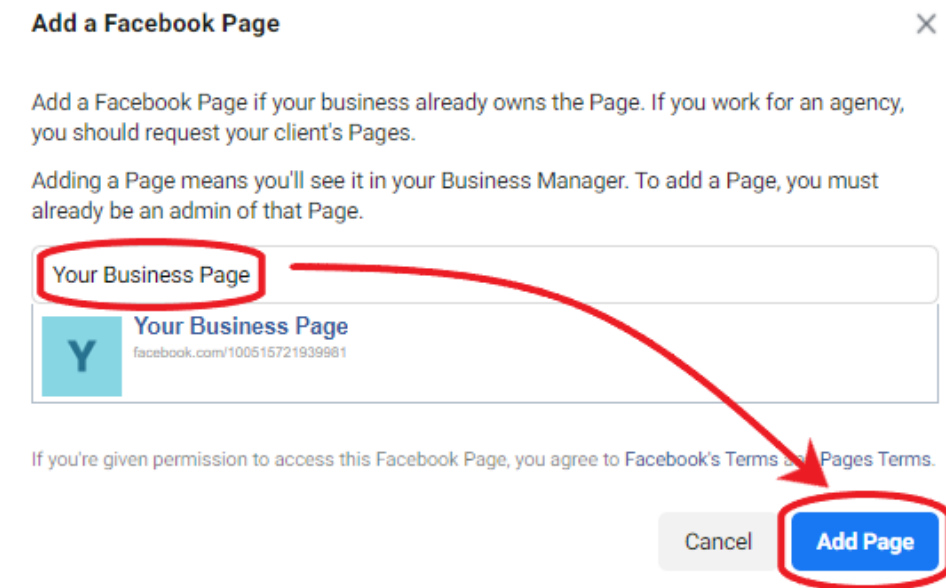 Add a Facebook Page
Add a Facebook Page if your business already owns the Page. If you work for an agency,
you should request your client's Pages.
Adding a Page means you'll see it in your Business Manager. To add a Page, you must
already be an admin of that Page.
Your Business Page
Y
Your Business Page
facebook.com/100515721939981
If you're given permission to access this Facebook Page, you agree to Facebook's Terms Pages Terms.
Cancel
Add Page